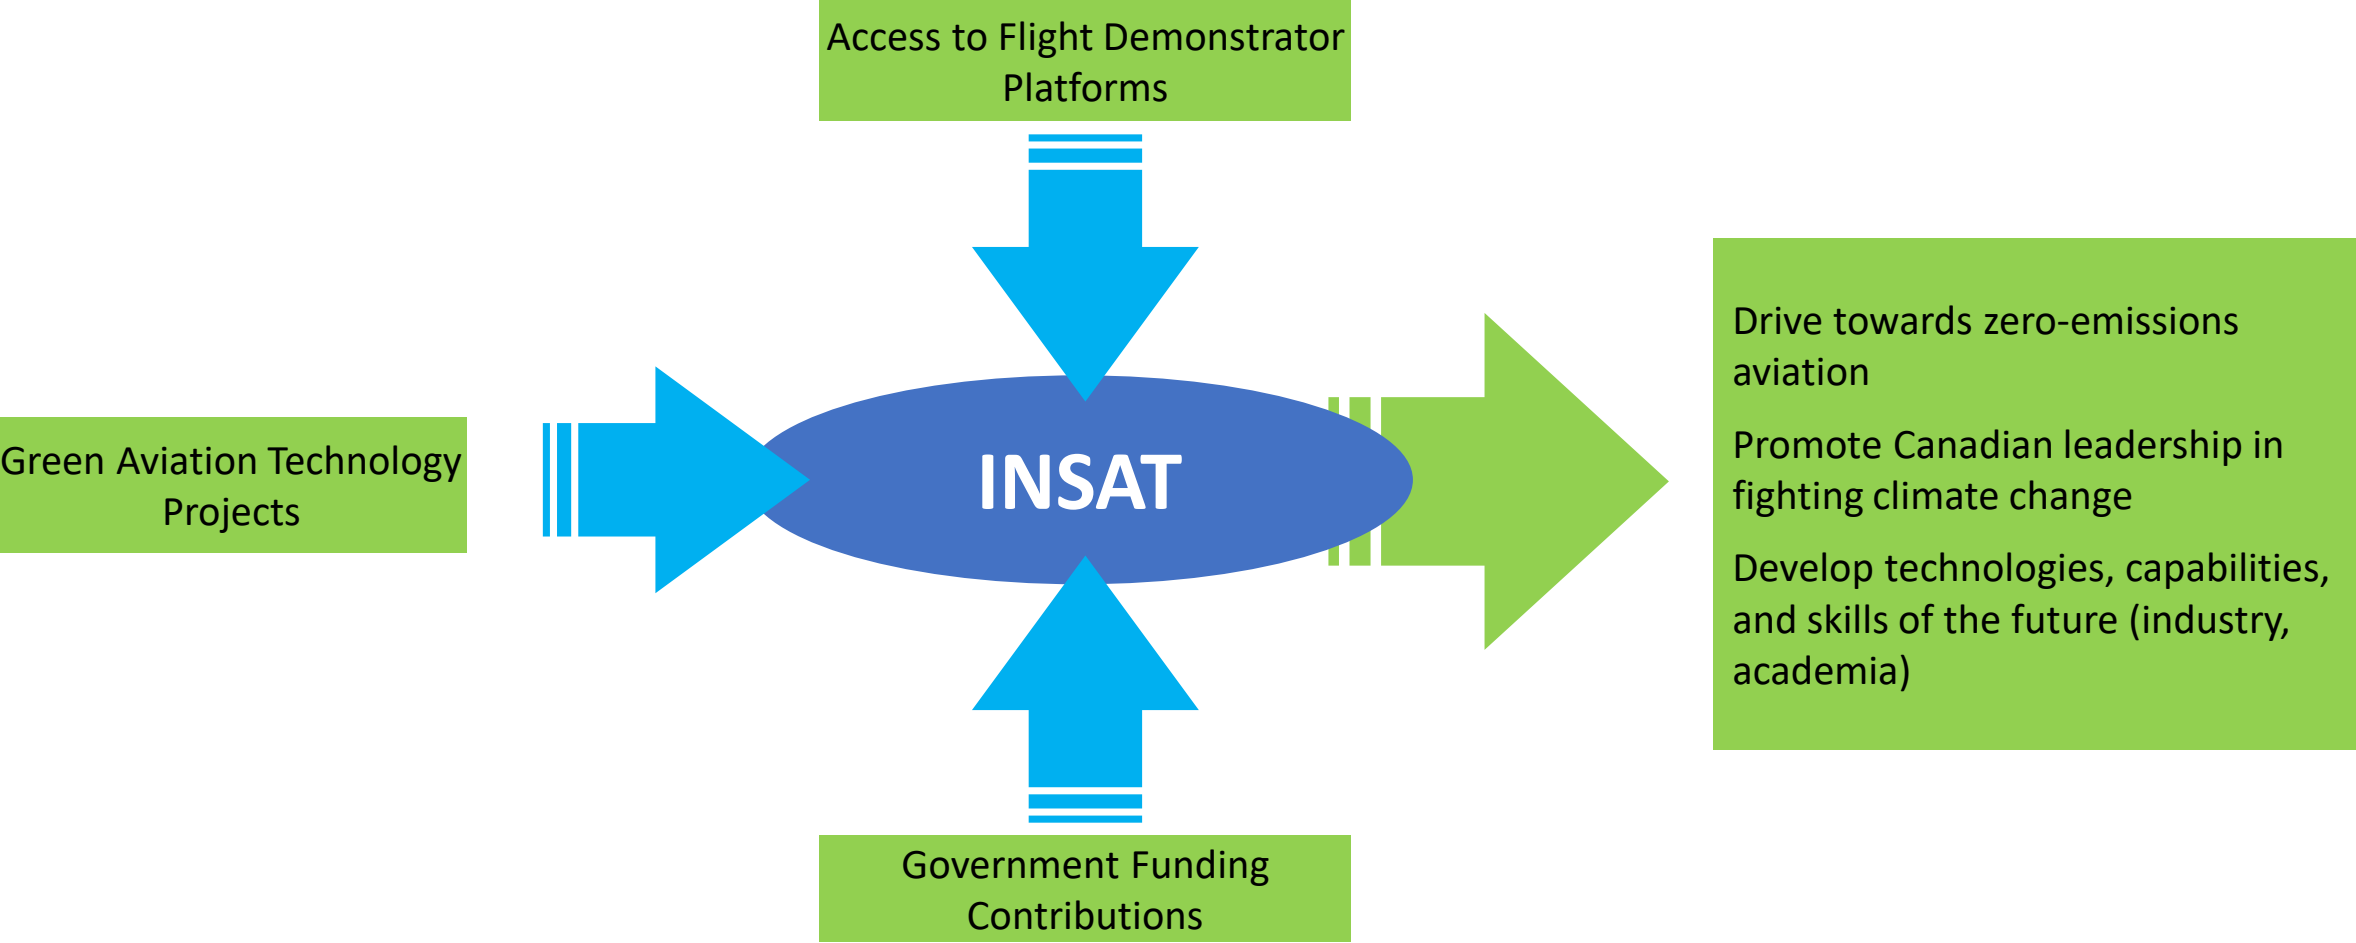 Access to Flight Demonstrator
Platforms
Green Aviation Technology
Projects
INSAT
Drive towards zero-emissions
aviation
Promote Canadian leadership in
fighting climate change
Develop technologies, capabilities,
and skills of the future (industry,
academia)
Government Funding
Contributions